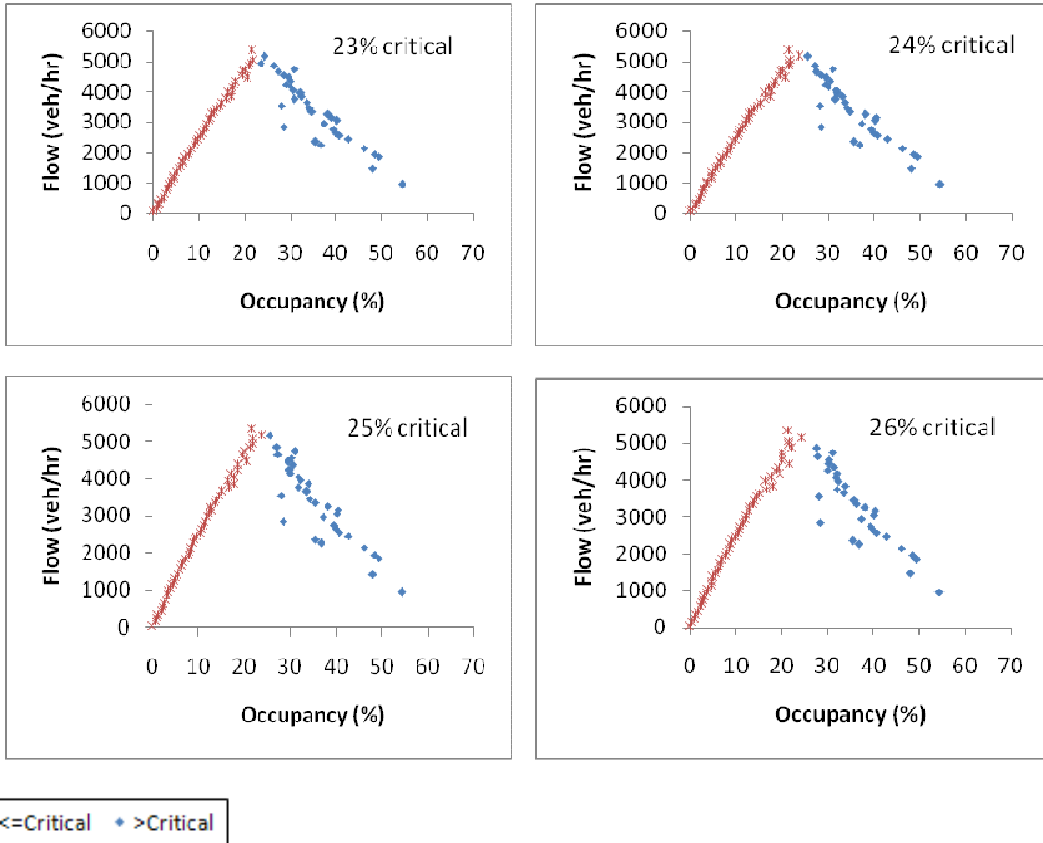 23% critical
Flow (veh/hr)
6000
5000
4000
3000
2000
1000
0
0 10 20 30 40 50 60 70
Occupancy (%)
24% critical
Flow (veh/hr)
6000
5000
4000
3000
2000
1000
0
0 10 20 30 40 50 60 70
Occupancy (%)
25% critical
Flow (veh/hr)
6000
5000
4000
3000
2000
1000
0
0 10 20 30 40 50 60 70
Occupancy (%)
26% critical
Flow (veh/hr)
6000
5000
4000
3000
2000
1000
0
0 10 20 30 40 50 60 70
Occupancy (%)
<=Critical >Critical